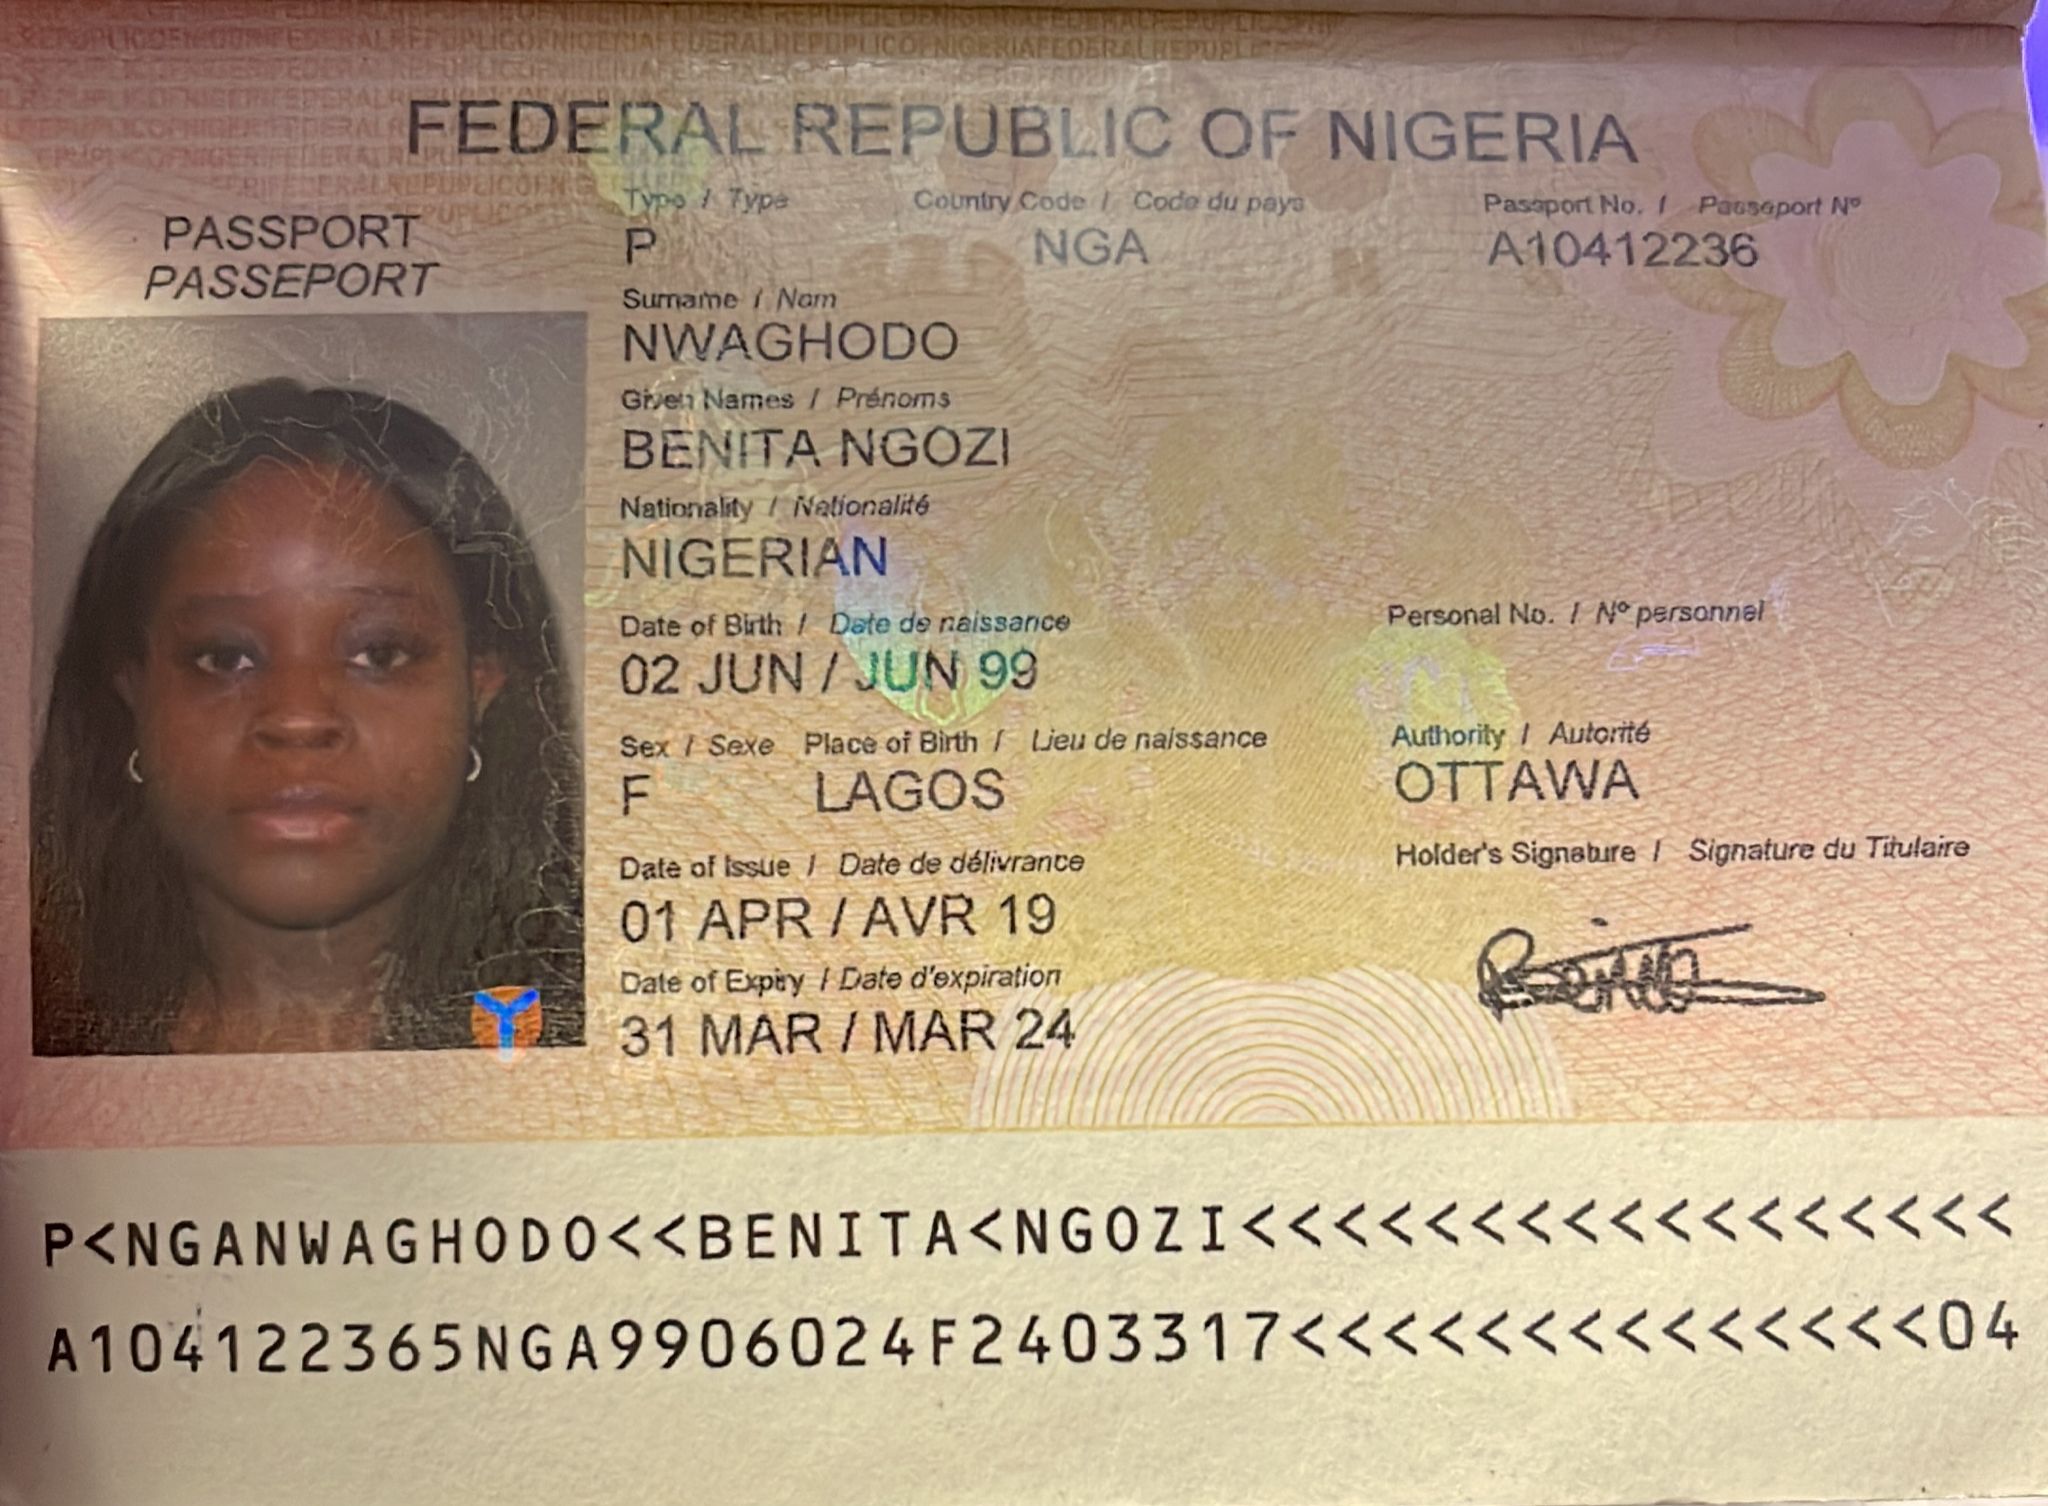 FEDERAL REPUBLIC OF NIGERIA
PASSPORT
PASSEPORT
Type / Type
Country Code / Code du pays
Passport No. / Passeport Nº
P
NGA
A10412236
Surname / Nom
NWAGHODO
Given Names / Prénoms
BENITA NGOZI
Nationality / Nationalité
NIGERIAN
Date of Birth / Date de naissance
Personal No. / Nº personnel
02 JUN / JUN 99
Sex / Sexe
Place of Birth / Lieu de naissance
Authority / Autorité
F
LAGOS
OTTAWA
Date of Issue / Date de délivrance
Holder's Signature / Signature du Titulaire
01 APR / AVR 19
Date of Expiry / Date d'expiration
31 MAR / MAR 24
P<NGANWAGHODO<<BENITA<NGOZI<<<<<<<<<<<<<<<<<
A104122365NGA9906024F2403317<<<<<<<<<<<<<<04